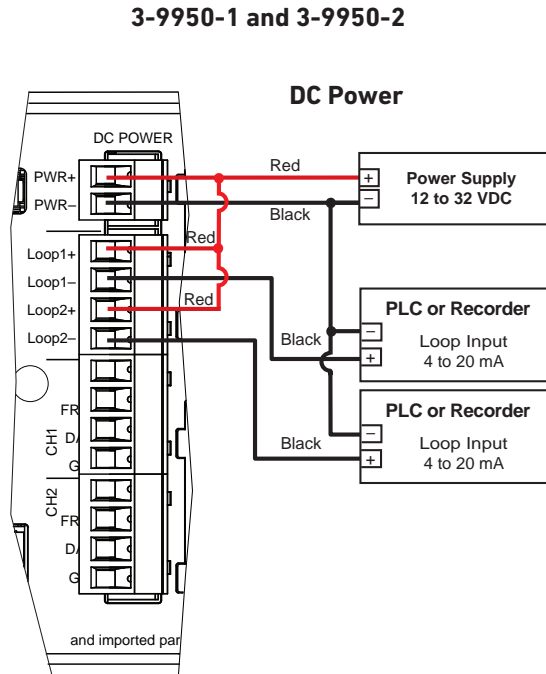 3-9950-1 and 3-9950-2
DC Power
DC POWER
PWR+
PWR–
Red
Black
+
–
Power Supply
12 to 32 VDC
Loop1+
Loop1–
Loop2+
Loop2–
Red
Red
Black
Black
–
+
PLC or Recorder
Loop Input
4 to 20 mA
–
+
PLC or Recorder
Loop Input
4 to 20 mA
CH1
FR
G
CH2
FR
G
and imported par